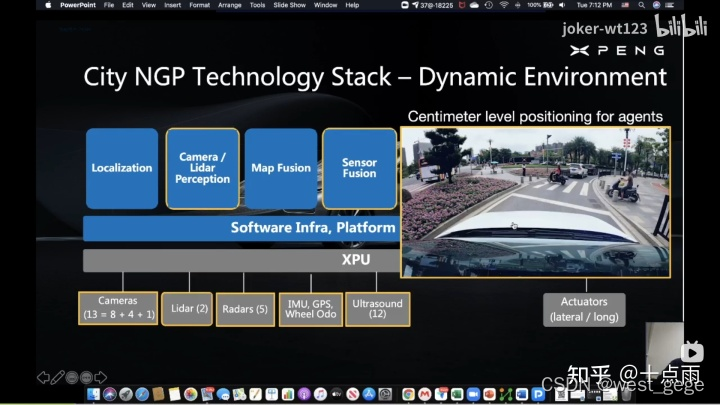 PowerPoint File Edit View Insert Format Arrange Tools Slide Show Window Help
37@-18225
100%
Tue 7:12 PM
joker-wt123 bilibili
XPENG
City NGP Technology Stack – Dynamic Environment
Centimeter level positioning for agents
Localization
Camera /
Lidar
Perception
Map Fusion
Sensor
Fusion
Software Infra, Platform
XPU
Cameras
(13 = 8 + 4 + 1)
Lidar (2)
Radars (5)
IMU, GPS,
Wheel Odo
Ultrasound
(12)
Actuators
(lateral / long)
知乎 @十点雨
CSDN @west_gege